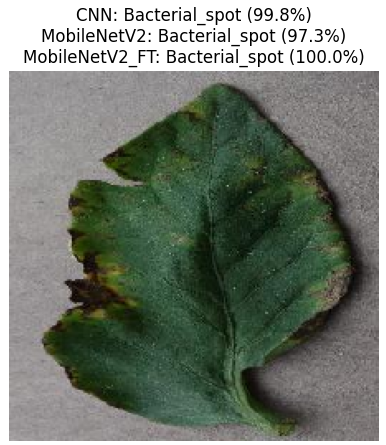 CNN: Bacterial_spot (99.8%)
MobileNetV2: Bacterial_spot (97.3%)
MobileNetV2_FT: Bacterial_spot (100.0%)